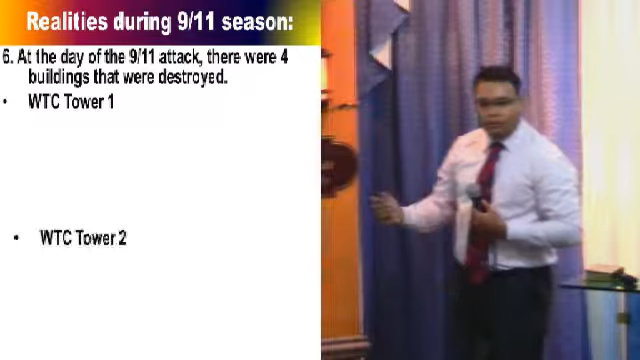 Realities during 9/11 season:
6. At the day of the 9/11 attack, there were 4
buildings that were destroyed.
• WTC Tower 1
• WTC Tower 2